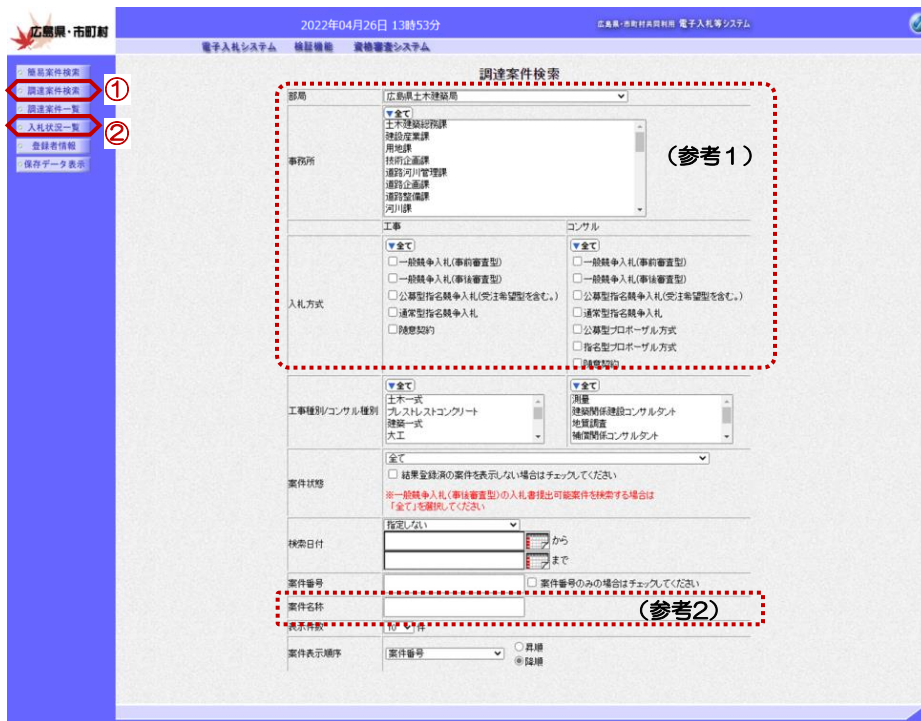 広島県・市町村
2022年04月26日 13時53分
広島県・市町村共同利用 電子入札等システム
電子入札システム 検証機能 資格審査システム
簡易案件検索
調達案件検索 ①
調達案件一覧
入札状況一覧 ②
登録者情報
保存データ表示
調達案件検索
部局 広島県土木建築局
事務所 ▼全て
土木建築総務課
建設産業課
用地課
技術企画課
道路河川管理課
道路企画課
道路整備課
河川課
（参考１）
工事 コンサル
入札方式
▼全て
一般競争入札(事前審査型)
一般競争入札(事後審査型)
公募型指名競争入札(受注希望型を含む。)
通常型指名競争入札
随意契約
▼全て
一般競争入札(事前審査型)
一般競争入札(事後審査型)
公募型指名競争入札(受注希望型を含む。)
通常型指名競争入札
公募型プロポーザル方式
指名型プロポーザル方式
随意契約
工事種別/コンサル種別
▼全て
土木一式
プレストレストコンクリート
建築一式
大工
▼全て
測量
建築関係建設コンサルタント
地質調査
補償関係コンサルタント
案件状態 全て
結果登録済の案件を表示しない場合はチェックしてください
※一般競争入札(事後審査型)の入札書提出可能案件を検索する場合は
「全て」を選択してください
検索日付 指定しない
から
まで
案件番号 案件番号のみの場合はチェックしてください
案件名称 （参考2）
表示件数 10 件
案件表示順序 案件番号 昇順
降順